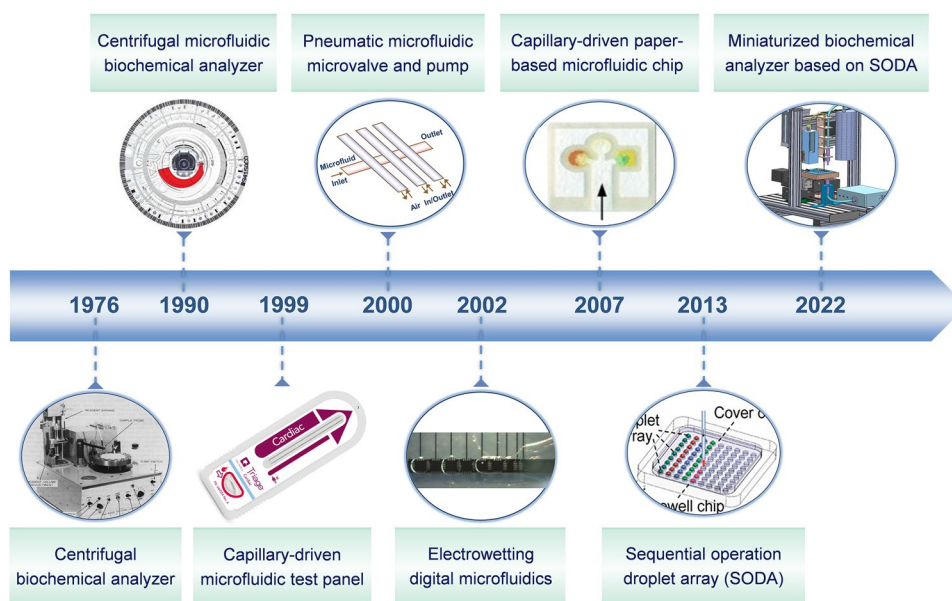 Centrifugal microfluidic
biochemical analyzer
Pneumatic microfluidic
microvalve and pump
Capillary-driven paper-
based microfluidic chip
Miniaturized biochemical
analyzer based on SODA
Outlet
Microfluid
Inlet
Air In/Outlet
1976
1990
1999
2000
2002
2007
2013
2022
Cardiac
Triage
Cover
plet
ray
well chip
Centrifugal
biochemical analyzer
Capillary-driven
microfluidic test panel
Electrowetting
digital microfluidics
Sequential operation
droplet array (SODA)